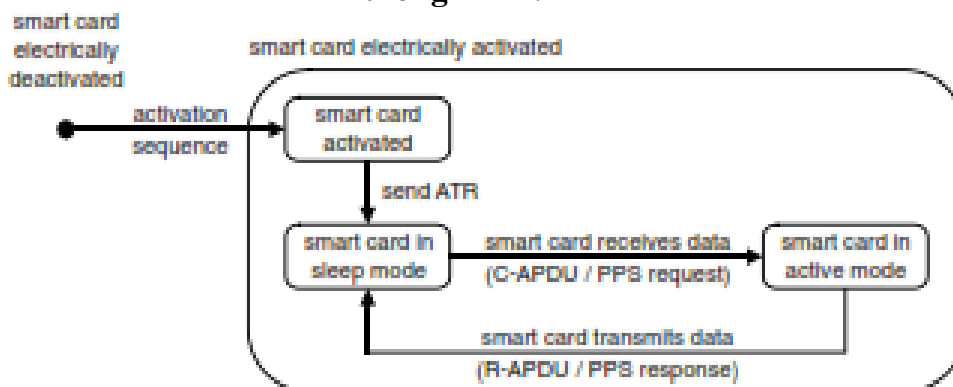 smart card
electrically
deactivated
smart card electrically activated
activation
sequence
smart card
activated
send ATR
smart card in
sleep mode
smart card receives data
(C-APDU / PPS request)
smart card in
active mode
smart card transmits data
(R-APDU / PPS response)